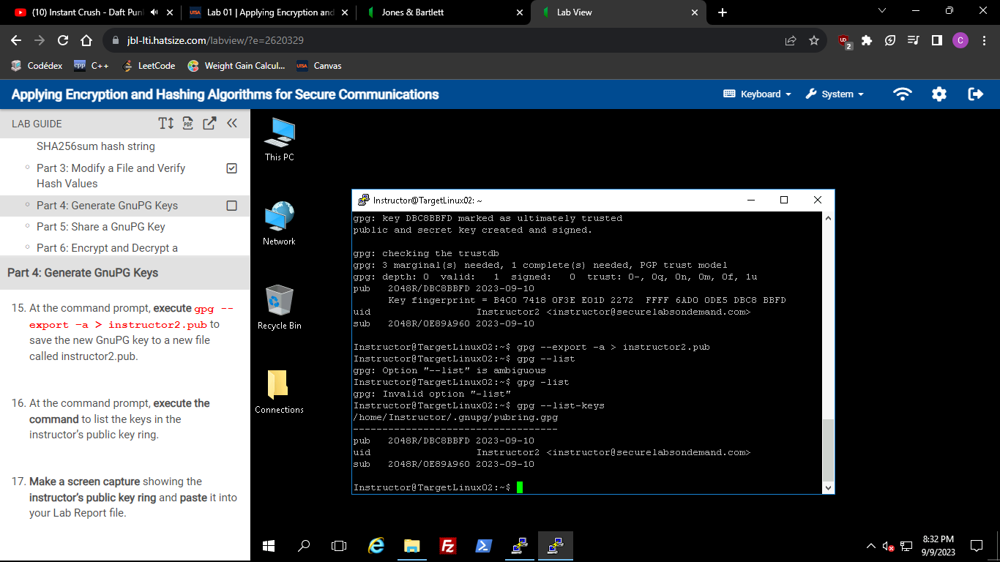 (10) Instant Crush - Daft Pun
Lab 01 | Applying Encryption and
Jones & Bartlett
Lab View
jbl-lti.hatsize.com/labview/?e=2620329
2
C
Codédex
cpp
C++
LeetCode
Weight Gain Calcul...
UTSA
Canvas
Applying Encryption and Hashing Algorithms for Secure Communications
Keyboard
System
LAB GUIDE
PDF
SHA256sum hash string
Part 3: Modify a File and Verify
Hash Values
Part 4: Generate GnuPG Keys
Part 5: Share a GnuPG Key
Part 6: Encrypt and Decrypt a
Part 4: Generate GnuPG Keys
15. At the command prompt, execute gpg --
export -a > instructor2.pub to
save the new GnuPG key to a new file
called instructor2.pub.
16. At the command prompt, execute the
command to list the keys in the
instructor's public key ring.
17. Make a screen capture showing the
instructor's public key ring and paste it into
your Lab Report file.
This PC
Network
Recycle Bin
Connections
Instructor@TargetLinux02: ~
gpg: key DBC8BBFD marked as ultimately trusted
public and secret key created and signed.
gpg: checking the trustdb
gpg: 3 marginal(s) needed, 1 complete(s) needed, PGP trust model
gpg: depth: 0  valid:   1  signed:   0  trust: 0-, 0q, 0n, 0m, 0f, 1u
pub   2048R/DBC8BBFD 2023-09-10
Key fingerprint = B4C0 7418 0F3E E01D 2272  FFFF 6AD0 0DE5 DBC8 BBFD
uid                  Instructor2 <instructor@securelabsondemand.com>
sub   2048R/0E89A960 2023-09-10
Instructor@TargetLinux02:~$ gpg --export -a > instructor2.pub
Instructor@TargetLinux02:~$ gpg --list
gpg: Option "--list" is ambiguous
Instructor@TargetLinux02:~$ gpg -list
gpg: Invalid option "-list"
Instructor@TargetLinux02:~$ gpg --list-keys
/home/Instructor/.gnupg/pubring.gpg
-----------------------------------
pub   2048R/DBC8BBFD 2023-09-10
uid                  Instructor2 <instructor@securelabsondemand.com>
sub   2048R/0E89A960 2023-09-10
Instructor@TargetLinux02:~$
8:32 PM
9/9/2023